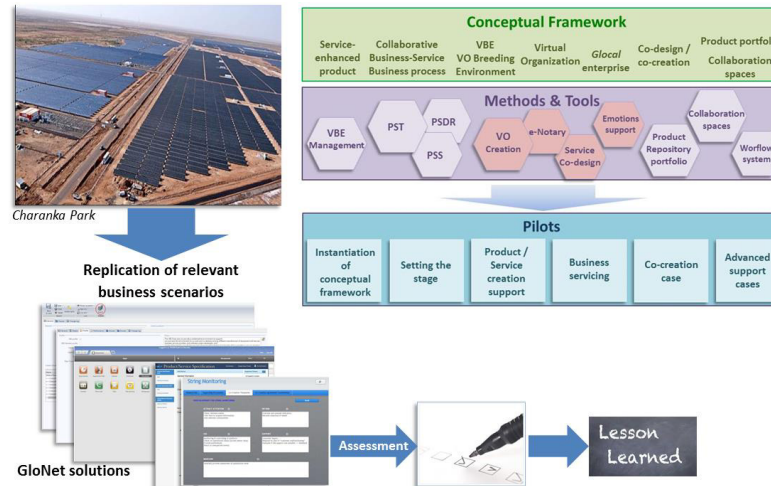 Conceptual Framework
Service-
enhanced
product
Collaborative
Business-Service
Business process
VBE
VO Breeding
Environment
Virtual
Organization
Glocal
enterprise
Co-design /
co-creation
Product portfol
Collaboration
spaces
Methods & Tools
VBE
Management
PST
PSDR
PSS
VO
Creation
e-Notary
Service
Co-design
Emotions
support
Product
Repository
portfolio
Collaboration
spaces
Worflow
system
Pilots
Instantiation
of
conceptual
framework
Setting the
stage
Product /
Service
creation
support
Business
servicing
Co-creation
case
Advanced
support
cases
Charanka Park
Replication of relevant
business scenarios
Product/Service Specification
String Monitoring
GloNet solutions
Assessment
Lesson
Learned